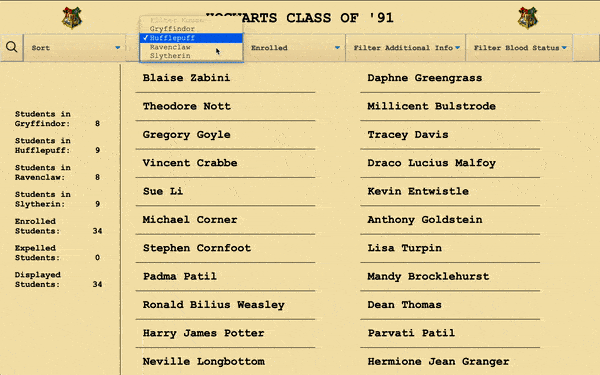 HOGWARTS CLASS OF '91
Filter House
Gryffindor
✓ Hufflepuff
Ravenclaw
Slytherin
Sort
Enrolled
Filter Additional Info
Filter Blood Status
Blaise Zabini
Daphne Greengrass
Theodore Nott
Millicent Bulstrode
Gregory Goyle
Tracey Davis
Vincent Crabbe
Draco Lucius Malfoy
Sue Li
Kevin Entwistle
Michael Corner
Anthony Goldstein
Stephen Cornfoot
Lisa Turpin
Padma Patil
Mandy Brocklehurst
Ronald Bilius Weasley
Dean Thomas
Harry James Potter
Parvati Patil
Neville Longbottom
Hermione Jean Granger
Students in
Gryffindor: 8
Students in
Hufflepuff: 9
Students in
Ravenclaw: 8
Students in
Slytherin: 9
Enrolled
Students: 34
Expelled
Students: 0
Displayed
Students: 34